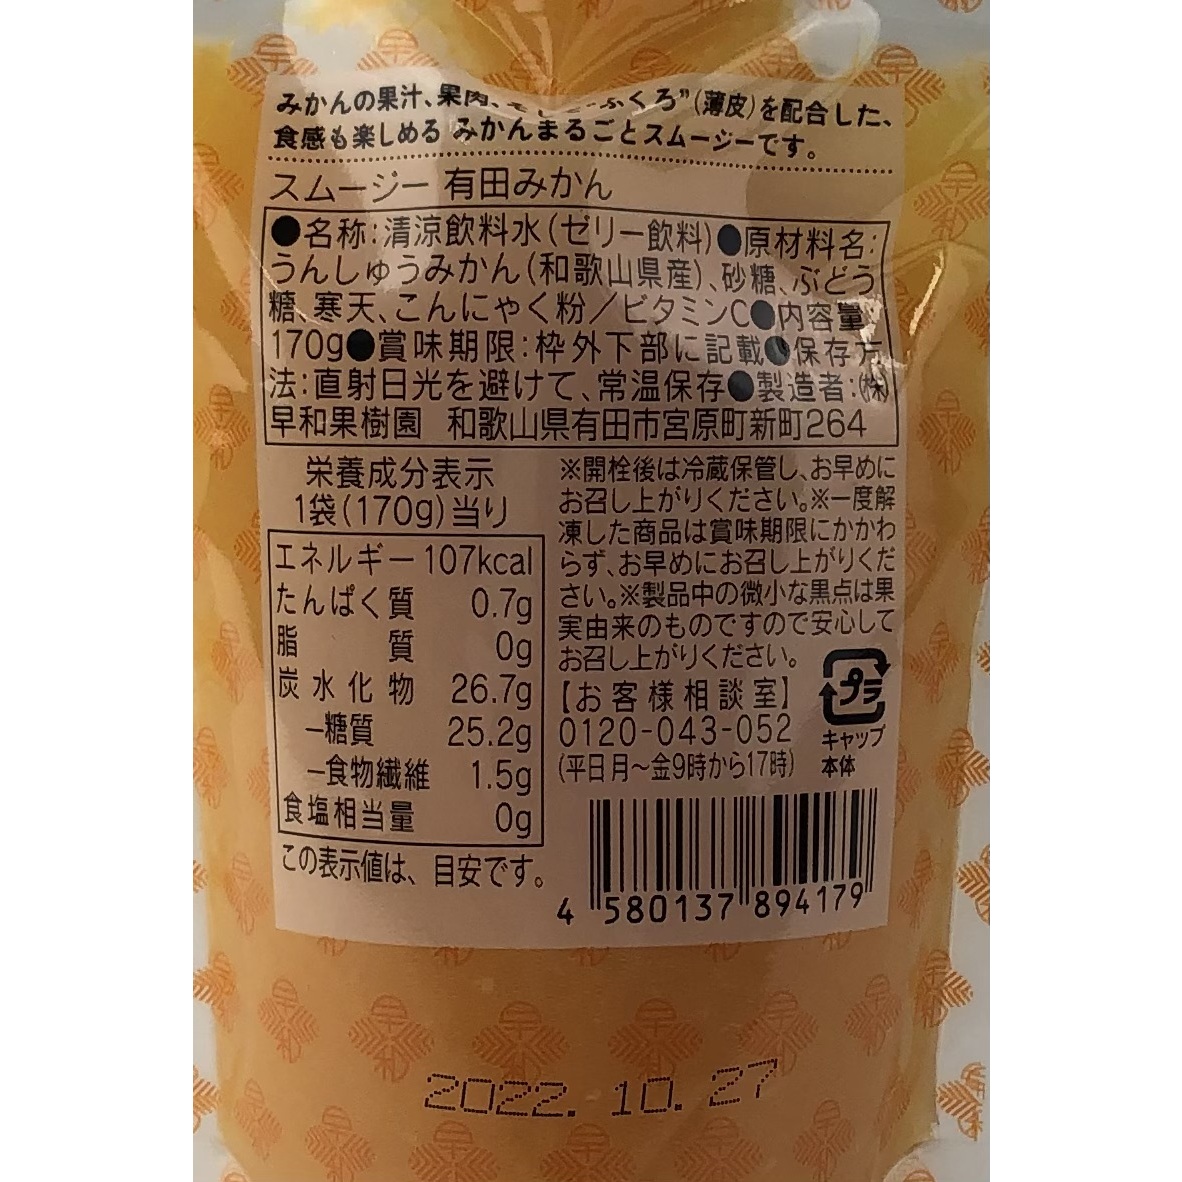 みかんの果汁、果肉、ふくろ"(薄皮)を配合した、
食感も楽しめる みかんまるごとスムージーです。
スムージー 有田みかん
●名称:清涼飲料水(ゼリー飲料)●原材料名:
うんしゅうみかん(和歌山県産)、砂糖、ぶどう
糖、寒天、こんにゃく粉/ビタミンC●内容量:
170g●賞味期限:枠外下部に記載●保存方
法:直射日光を避けて、常温保存●製造者:㈱
早和果樹園 和歌山県有田市宮原町新町264
栄養成分表示
1袋(170g)当り
エネルギー 107kcal
たんぱく質 0.7g
脂質 0g
炭水化物 26.7g
―糖質 25.2g
―食物繊維 1.5g
食塩相当量 0g
この表示値は、目安です。
※開栓後は冷蔵保管し、お早めに
お召し上がりください。※一度解
凍した商品は賞味期限にかかわ
らず、お早めにお召し上がりくだ
さい。※製品中の微小な黒点は果
実由来のものですので安心して
お召し上がりください。
【お客様相談室】
0120-043-052
(平日月〜金9時から17時)
プラ
キャップ
本体
4 580137 894179
2022. 10. 27